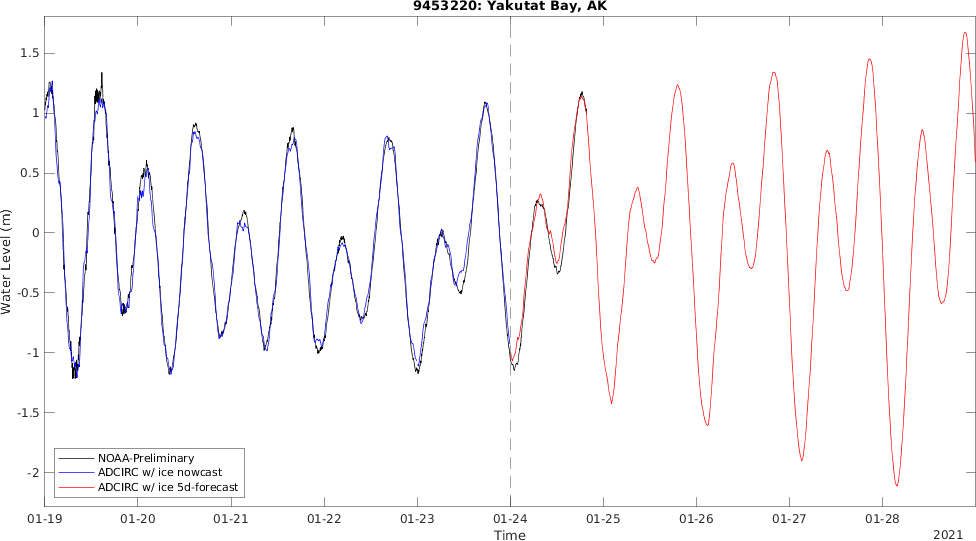 9453220: Yakutat Bay, AK
Water Level (m)
1.5
1
0.5
0
-0.5
-1
-1.5
-2
NOAA-Preliminary
ADCIRC w/ ice nowcast
ADCIRC w/ ice 5d-forecast
01-19 01-20 01-21 01-22 01-23 01-24 01-25 01-26 01-27 01-28
Time
2021